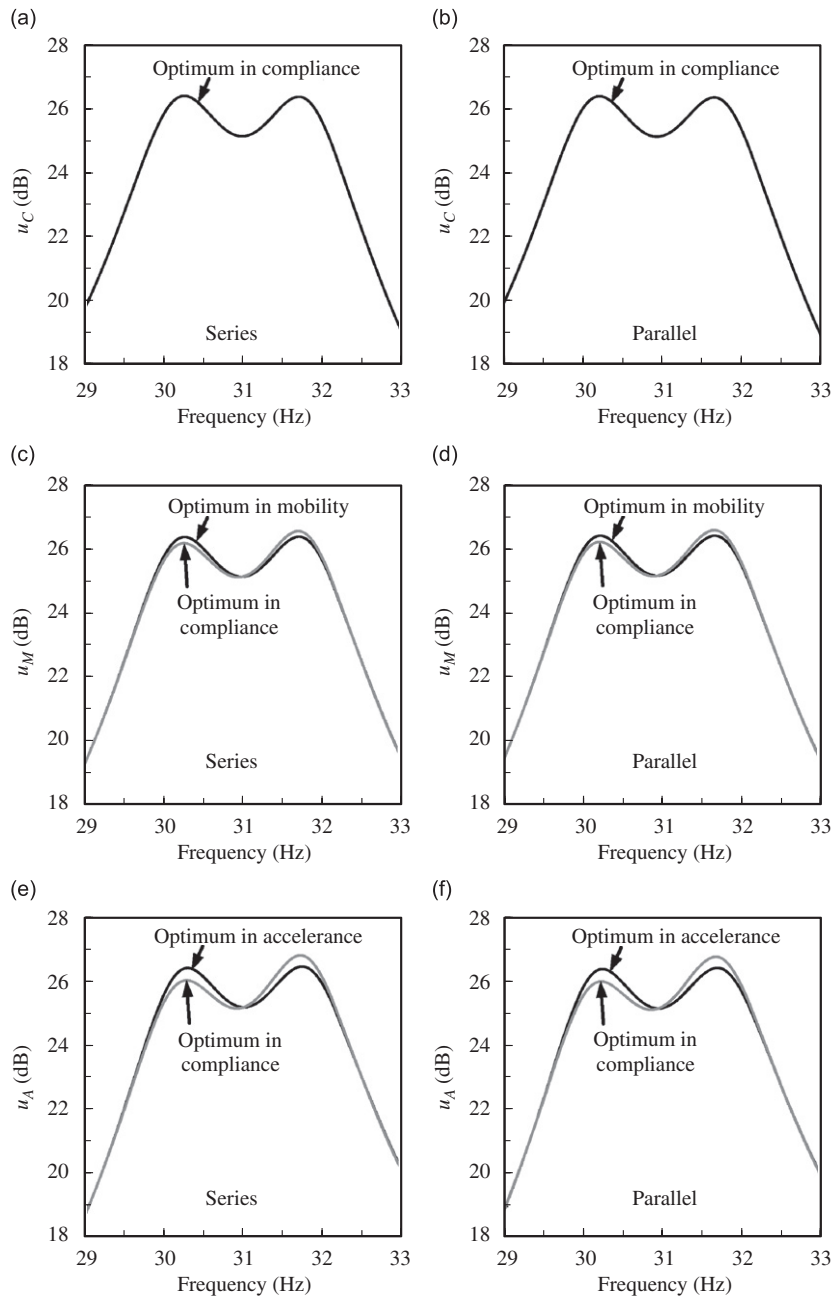 (a)
28
26
24
22
20
18
u_C (dB)
Optimum in compliance
Series
29 30 31 32 33
Frequency (Hz)
(b)
28
26
24
22
20
18
u_C (dB)
Optimum in compliance
Parallel
29 30 31 32 33
Frequency (Hz)
(c)
28
26
24
22
20
18
u_M (dB)
Optimum in mobility
Optimum in
compliance
Series
29 30 31 32 33
Frequency (Hz)
(d)
28
26
24
22
20
18
u_M (dB)
Optimum in mobility
Optimum in
compliance
Parallel
29 30 31 32 33
Frequency (Hz)
(e)
28
26
24
22
20
18
u_A (dB)
Optimum in accelerance
Optimum in
compliance
Series
29 30 31 32 33
Frequency (Hz)
(f)
28
26
24
22
20
18
u_A (dB)
Optimum in accelerance
Optimum in
compliance
Parallel
29 30 31 32 33
Frequency (Hz)